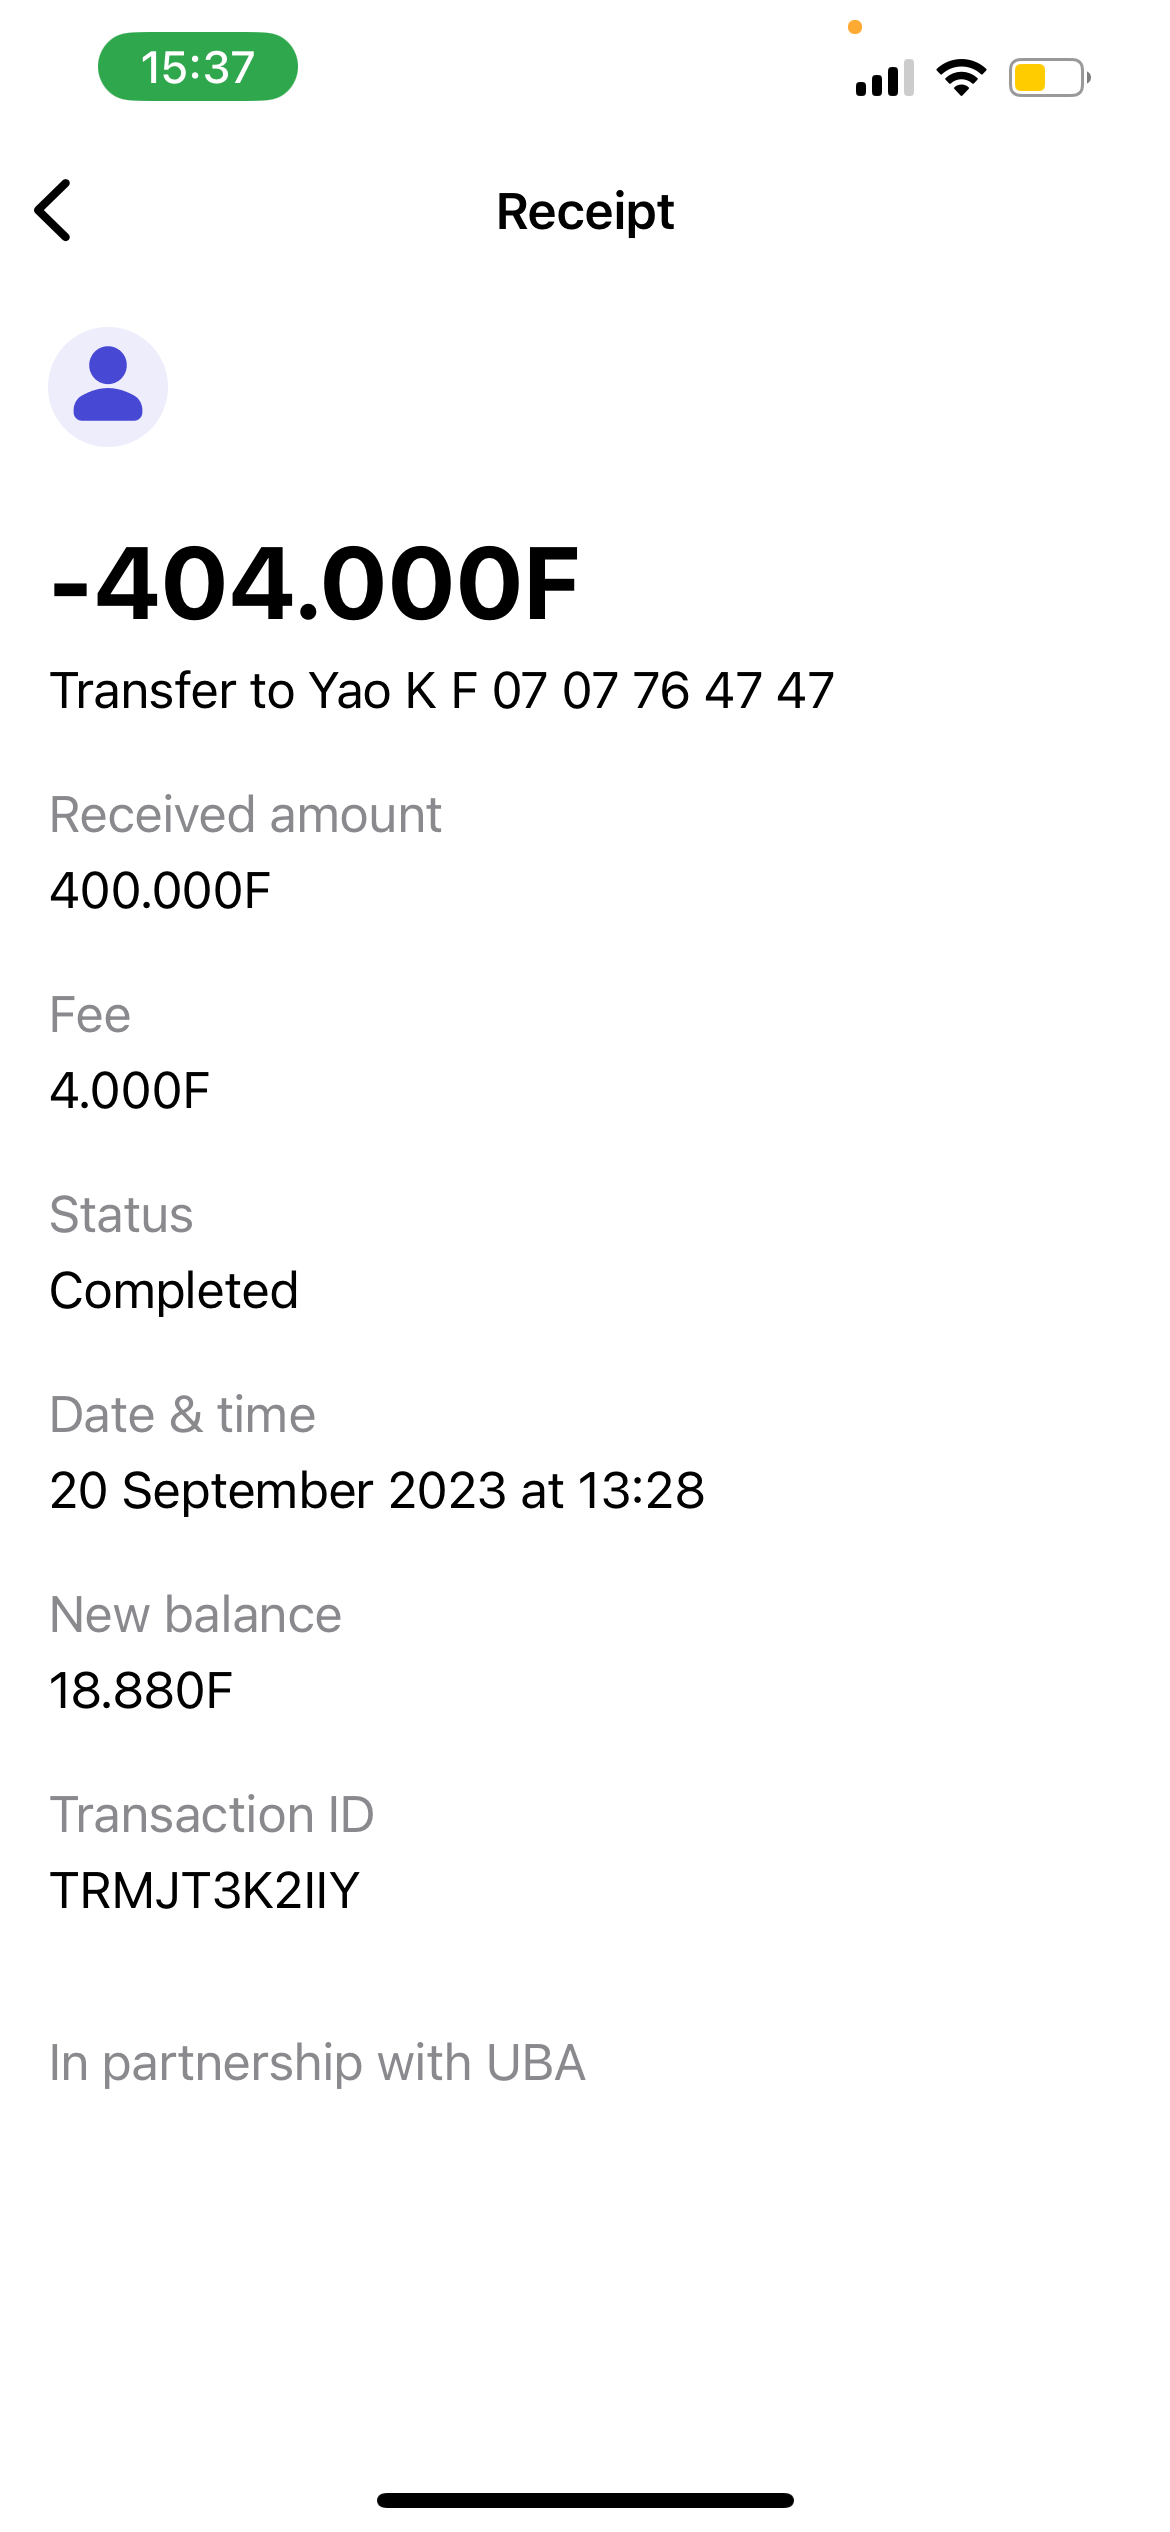 15:37
Receipt
-404.000F
Transfer to Yao K F 07 07 76 47 47
Received amount
400.000F
Fee
4.000F
Status
Completed
Date & time
20 September 2023 at 13:28
New balance
18.880F
Transaction ID
TRMJT3K2IIY
In partnership with UBA